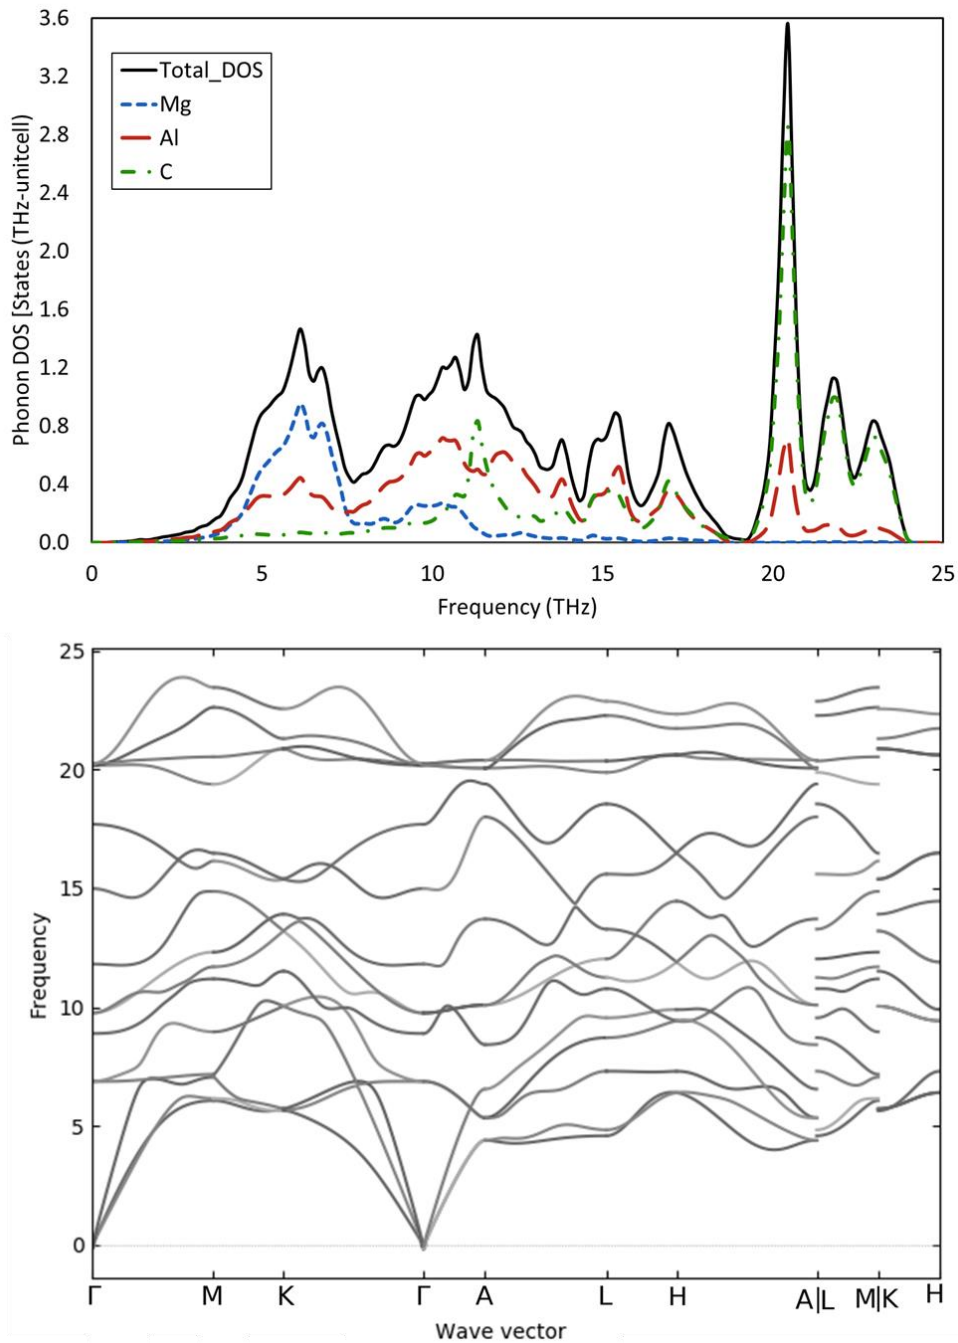 3.6
3.2
2.8
2.4
2.0
1.6
1.2
0.8
0.4
0.0
Phonon DOS [States (THz-unitcell)
Total_DOS
Mg
Al
C
0 5 10 15 20 25
Frequency (THz)
25
20
15
10
5
0
Frequency
Γ M K Γ A L H A|L M|K H
Wave vector